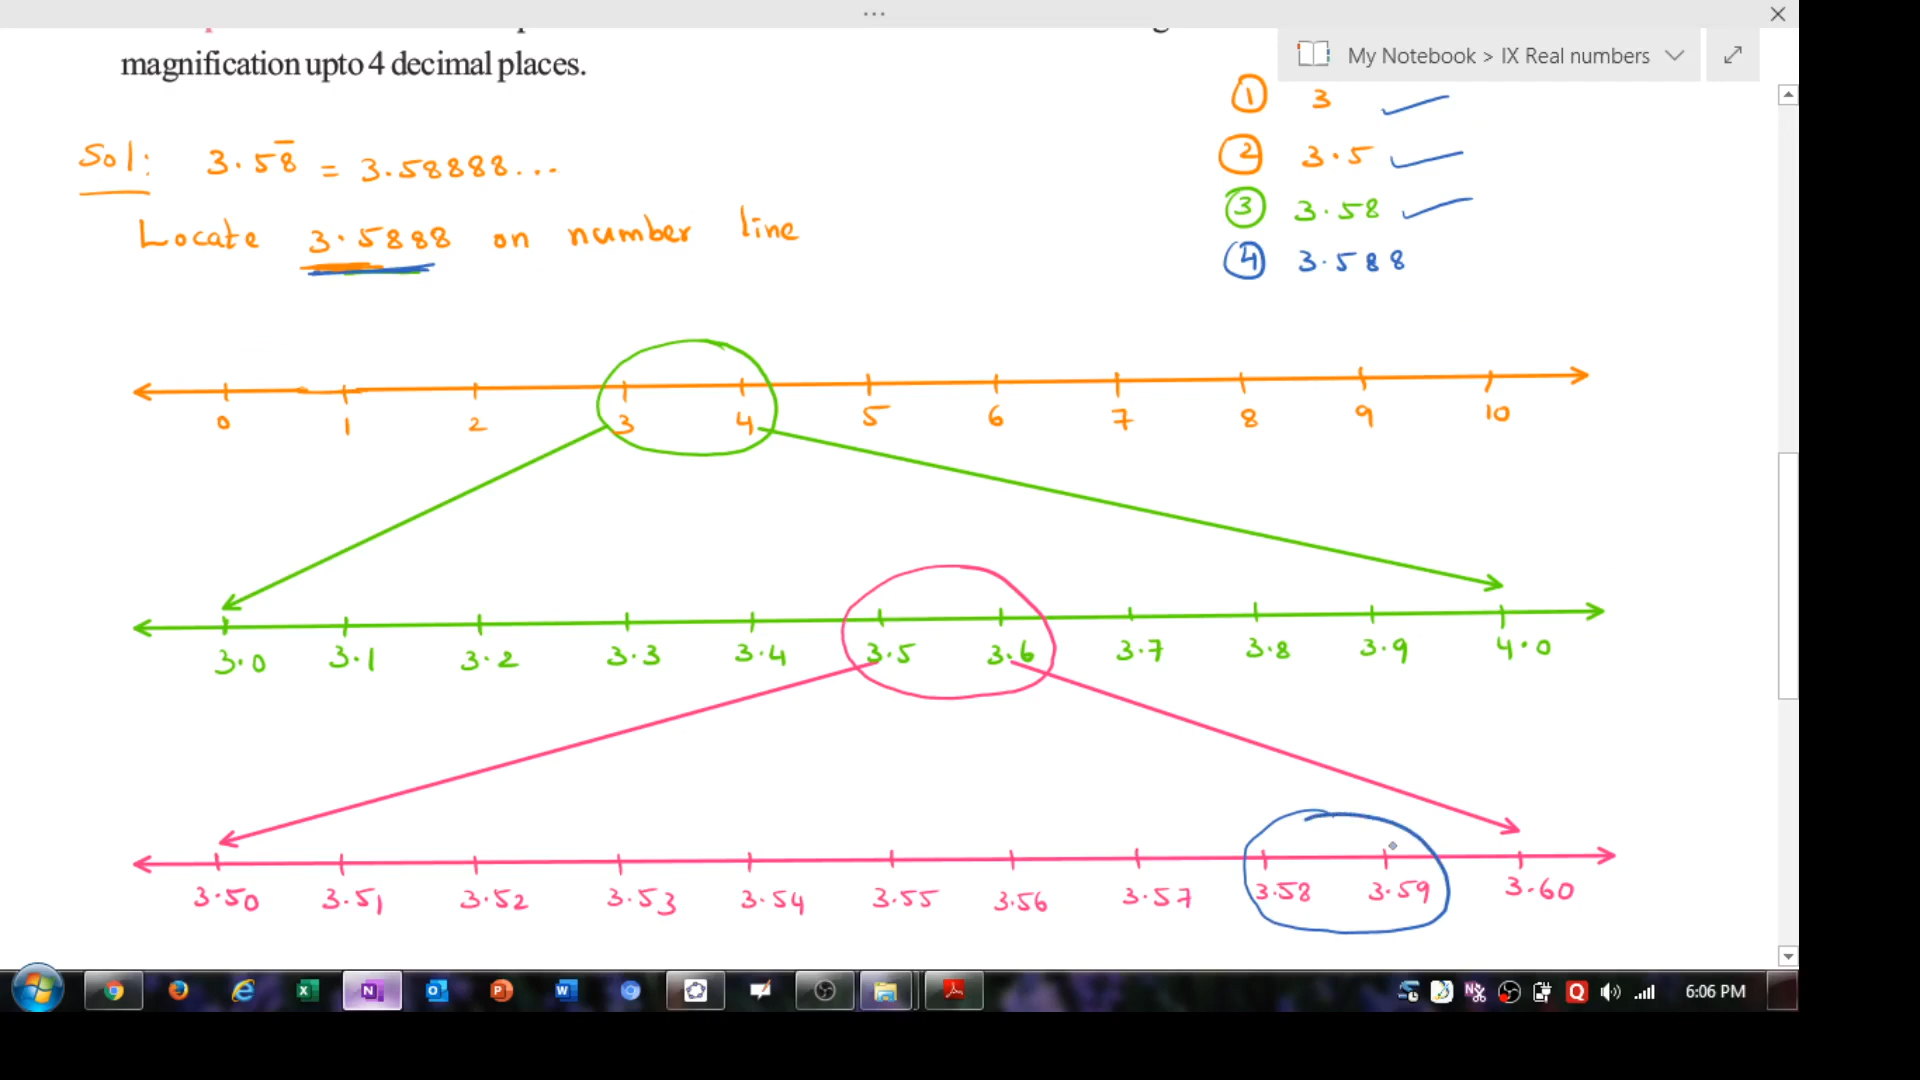 My Notebook > IX Real numbers
magnification upto 4 decimal places.
① 3
Sol: 3.58̅ = 3.58888...
② 3.5
③ 3.58
Locate 3.5888 on number line
④ 3.588
0 1 2 3 4 5 6 7 8 9 10
3.0 3.1 3.2 3.3 3.4 3.5 3.6 3.7 3.8 3.9 4.0
3.50 3.51 3.52 3.53 3.54 3.55 3.56 3.57 3.58 3.59 3.60
6:06 PM